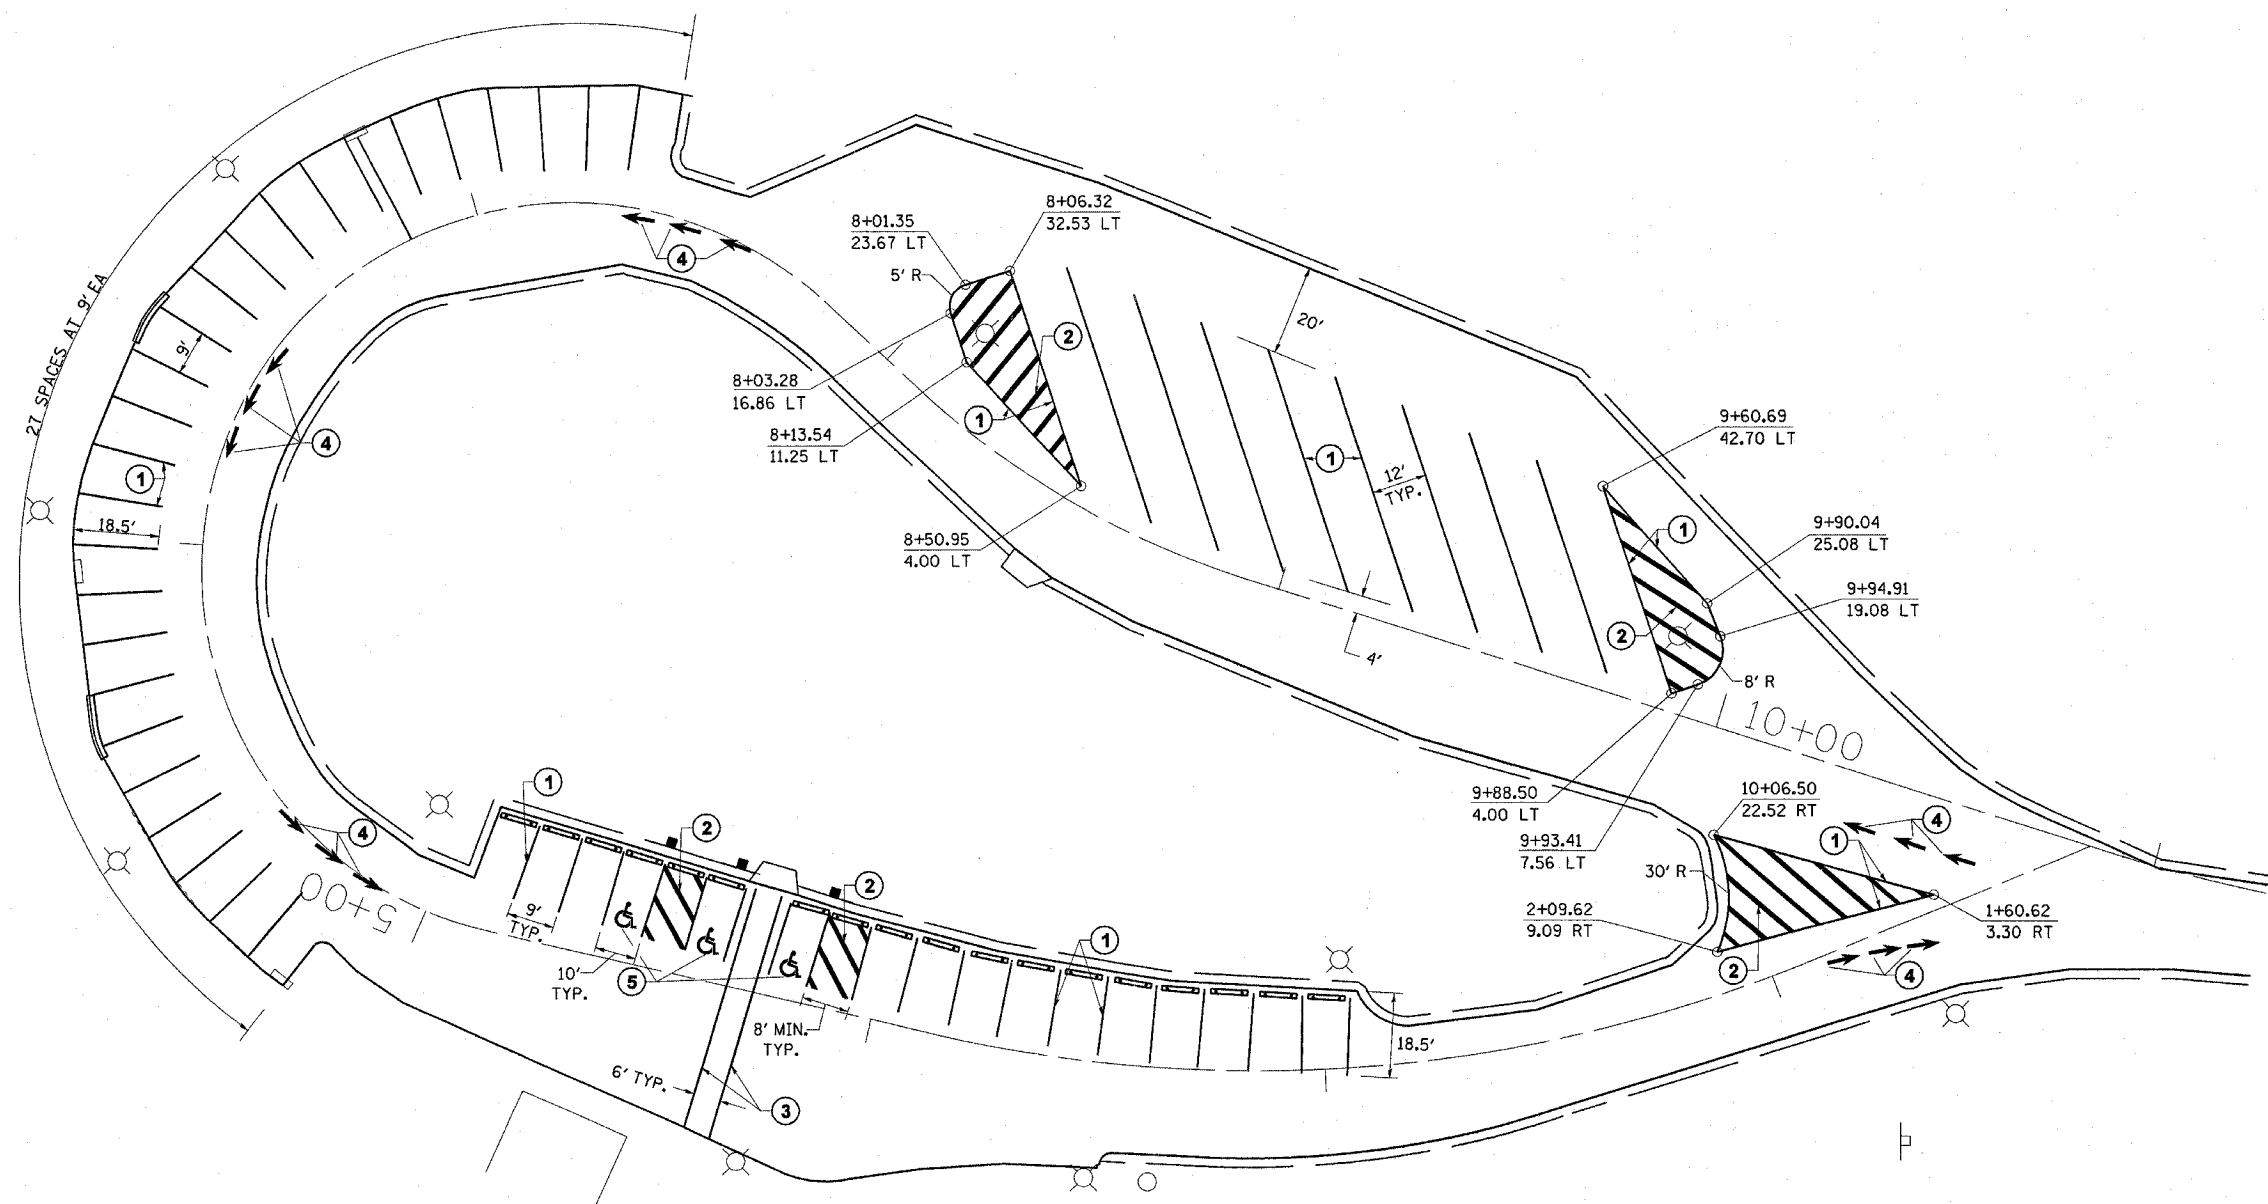 27 SPACES AT 9' EA
9'
1
18.5'
4
4
4
5+00
8+01.35
23.67 LT
8+06.32
32.53 LT
5' R
8+03.28
16.86 LT
8+13.54
11.25 LT
8+50.95
4.00 LT
2
1
20'
1
12'
TYP.
4'
9+60.69
42.70 LT
1
9+90.04
25.08 LT
9+94.91
19.08 LT
2
8' R
10+00
9+88.50
4.00 LT
9+93.41
7.56 LT
10+06.50
22.52 RT
1
4
30' R
2+09.62
9.09 RT
1+60.62
3.30 RT
2
4
1
2
2
9'
TYP.
10'
TYP.
5
8' MIN.
TYP.
1
18.5'
6' TYP.
3